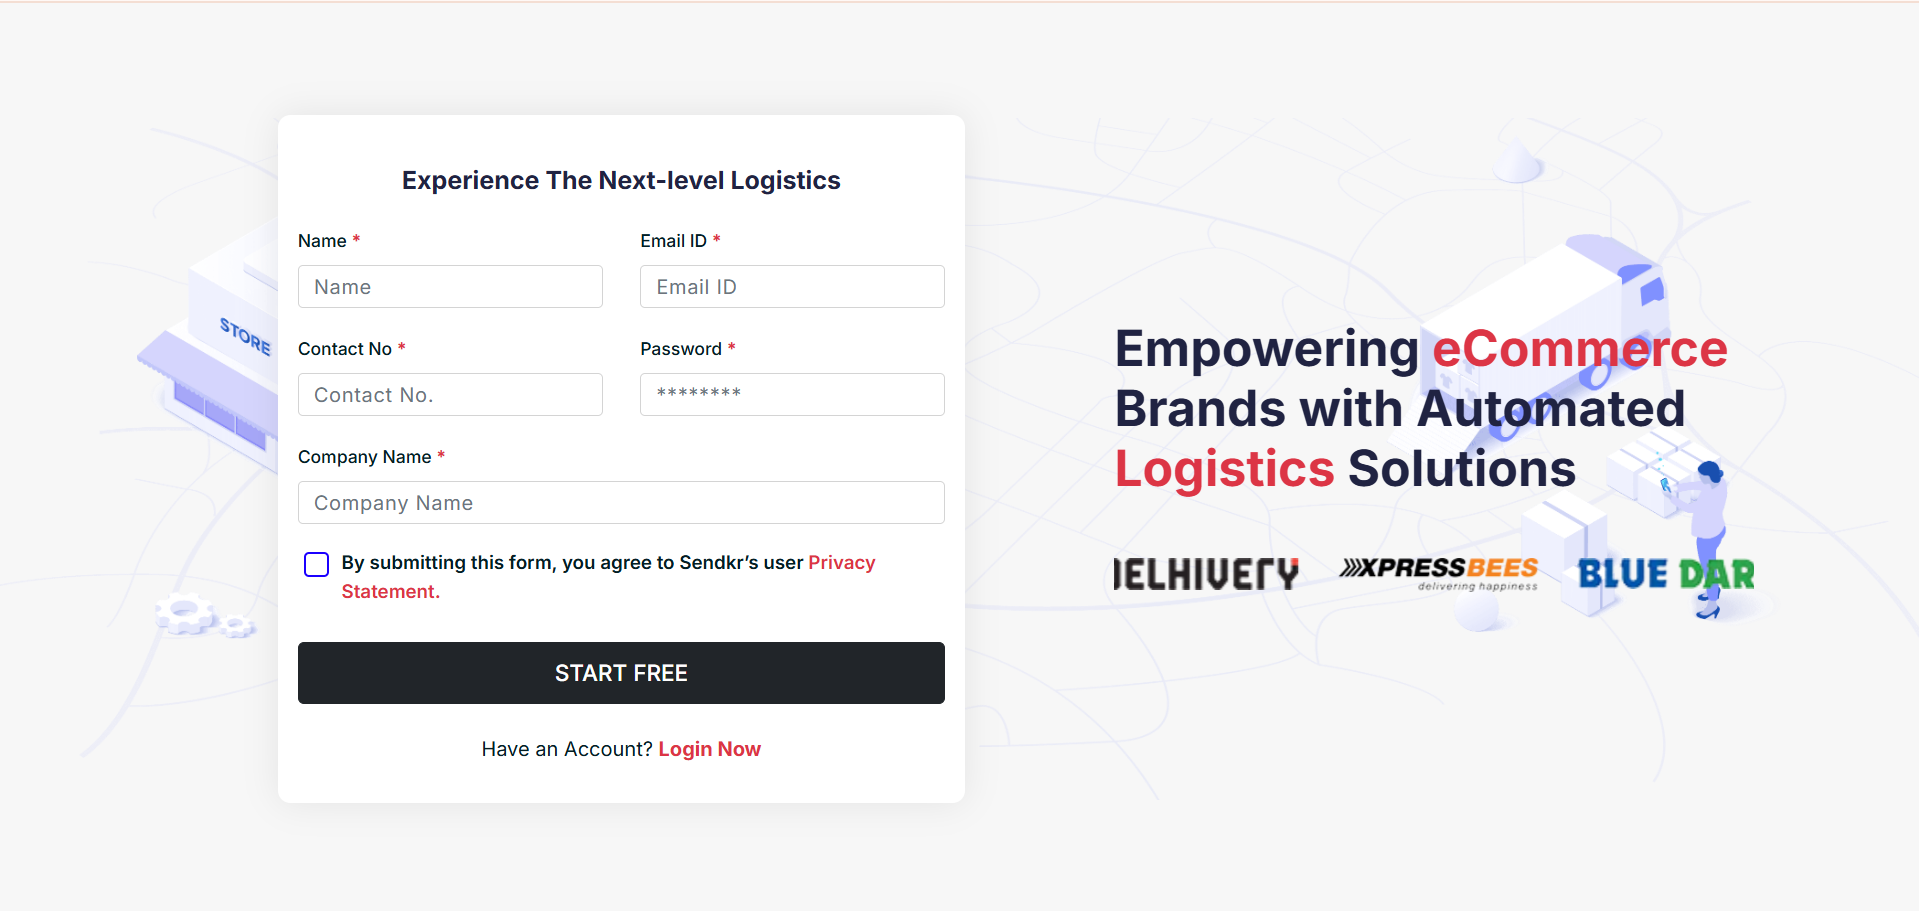 Experience The Next-level Logistics
Name *
Email ID *
Name
Email ID
Contact No *
Password *
Contact No.
********
Company Name *
Company Name
By submitting this form, you agree to Sendkr’s user Privacy
Statement.
START FREE
Have an Account? Login Now
STORE
Empowering eCommerce
Brands with Automated
Logistics Solutions
ELHIVERY
XPRESSBEES
delivering happiness
BLUE DAR